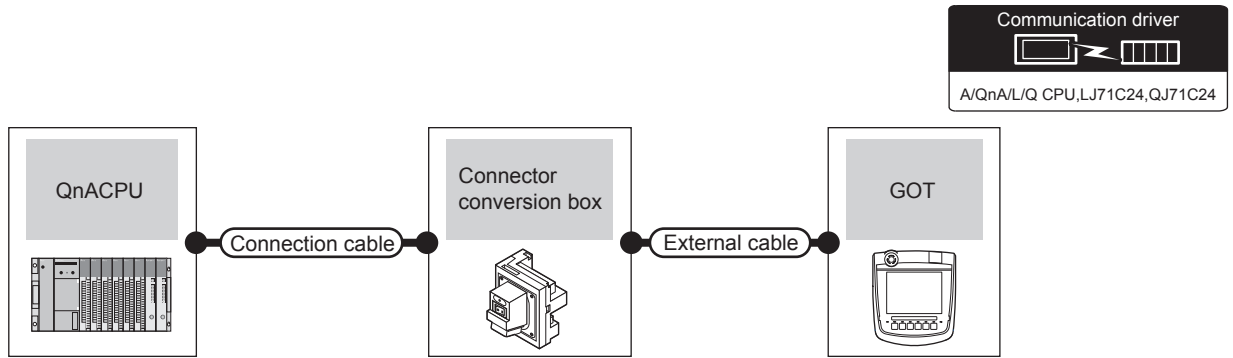 Communication driver
A/QnA/L/Q CPU,LJ71C24,QJ71C24
QnACPU
Connection cable
Connector
conversion box
External cable
GOT